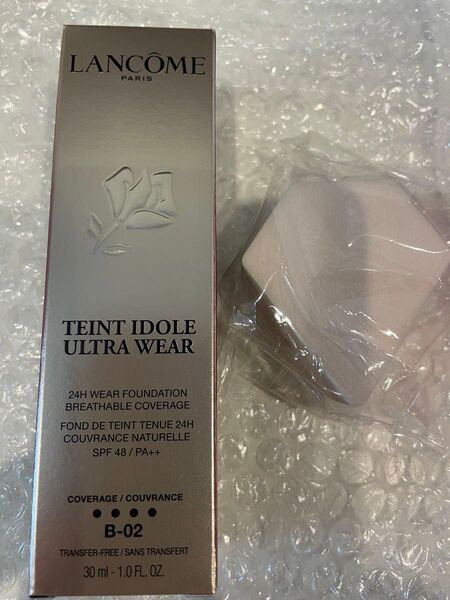 LANCÔME
PARIS
TEINT IDOLE
ULTRA WEAR
24H WEAR FOUNDATION
BREATHABLE COVERAGE
FOND DE TEINT TENUE 24H
COUVRANCE NATURELLE
SPF 48 / PA++
COVERAGE / COUVRANCE
● ● ● ●
B-02
TRANSFER-FREE / SANS TRANSFERT
30 ml - 1.0 FL. OZ.